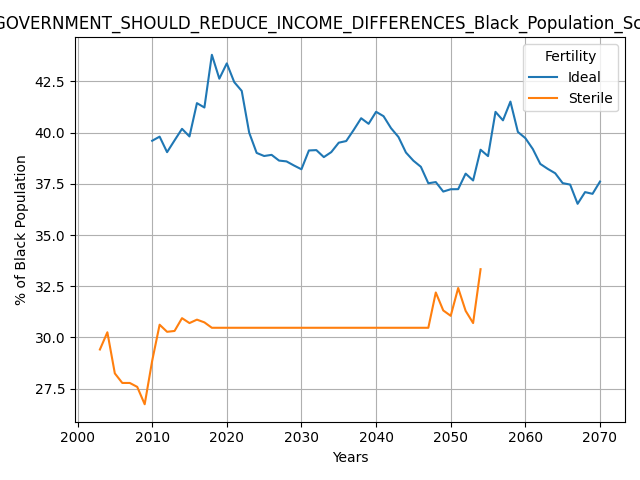 GOVERNMENT_SHOULD_REDUCE_INCOME_DIFFERENCES_Black_Population_Sc
Fertility
Ideal
Sterile
42.5
40.0
37.5
35.0
32.5
30.0
27.5
% of Black Population
2000 2010 2020 2030 2040 2050 2060 2070
Years